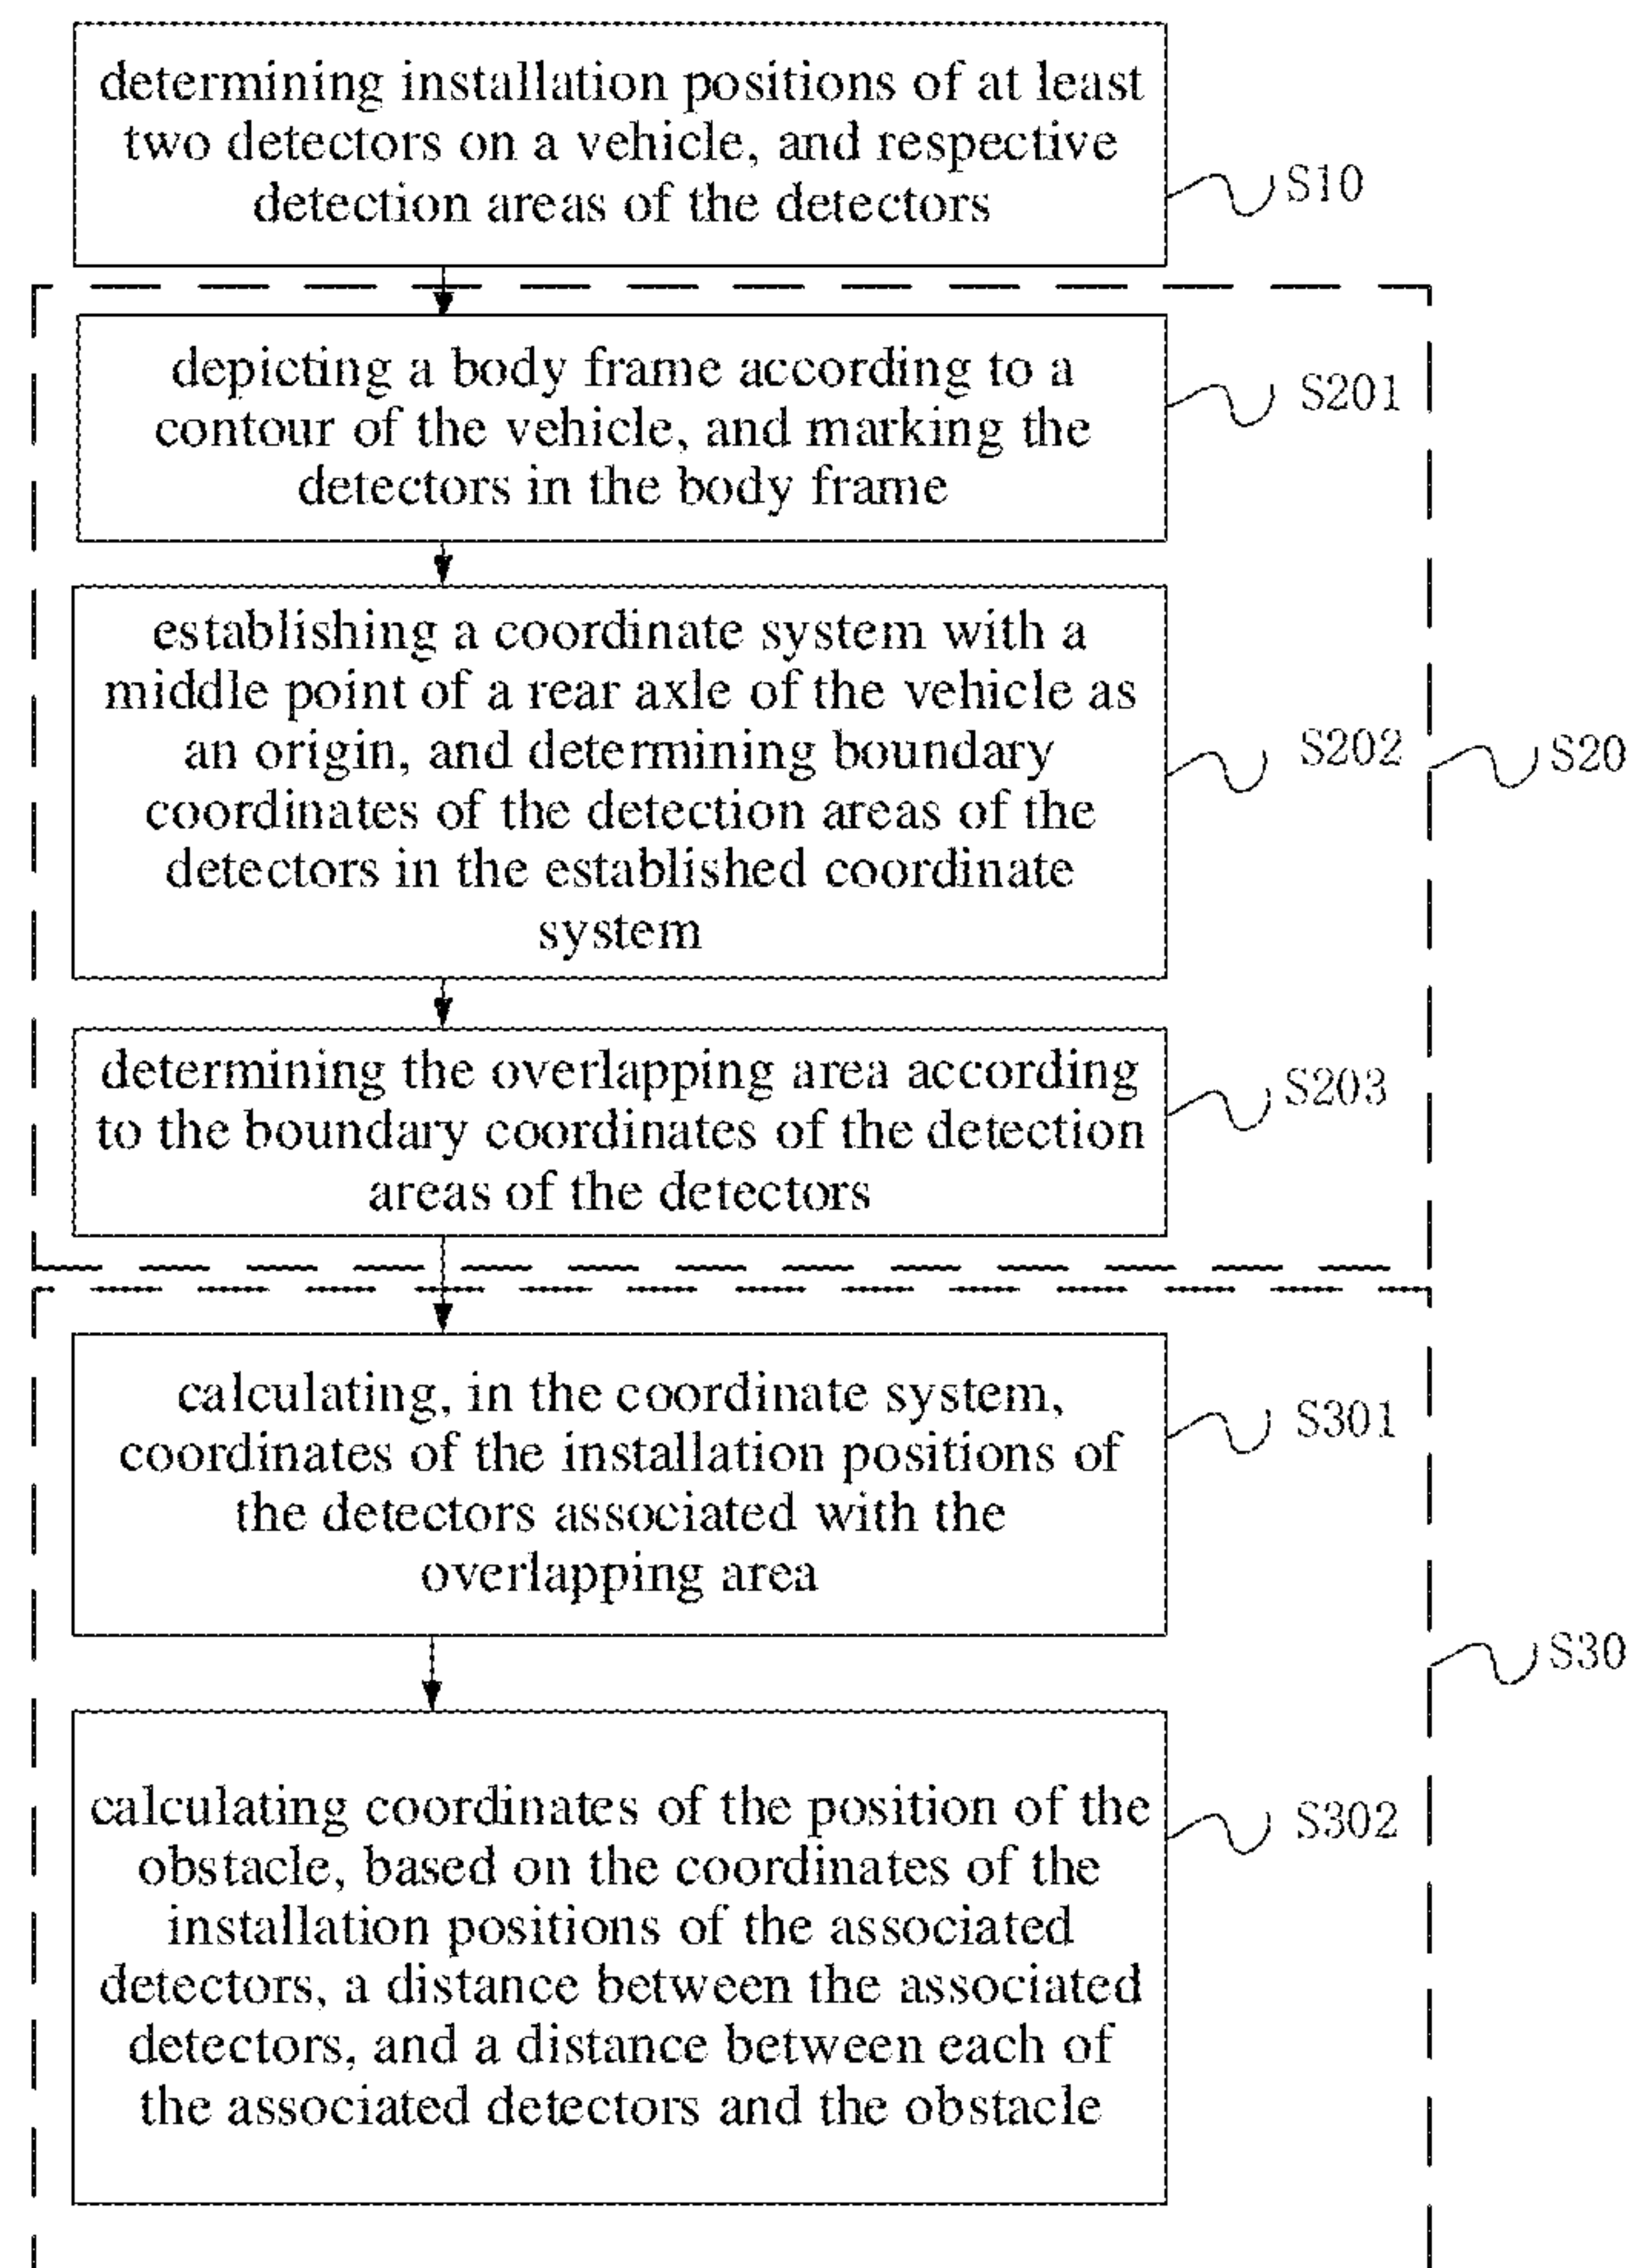 determining installation positions of at least
two detectors on a vehicle, and respective
detection areas of the detectors
S10
depicting a body frame according to a
contour of the vehicle, and marking the
detectors in the body frame
S201
establishing a coordinate system with a
middle point of a rear axle of the vehicle as
an origin, and determining boundary
coordinates of the detection areas of the
detectors in the established coordinate
system
S202
S20
determining the overlapping area according
to the boundary coordinates of the detection
areas of the detectors
S203
calculating, in the coordinate system,
coordinates of the installation positions of
the detectors associated with the
overlapping area
S301
S30
calculating coordinates of the position of the
obstacle, based on the coordinates of the
installation positions of the associated
detectors, a distance between the associated
detectors, and a distance between each of
the associated detectors and the obstacle
S302